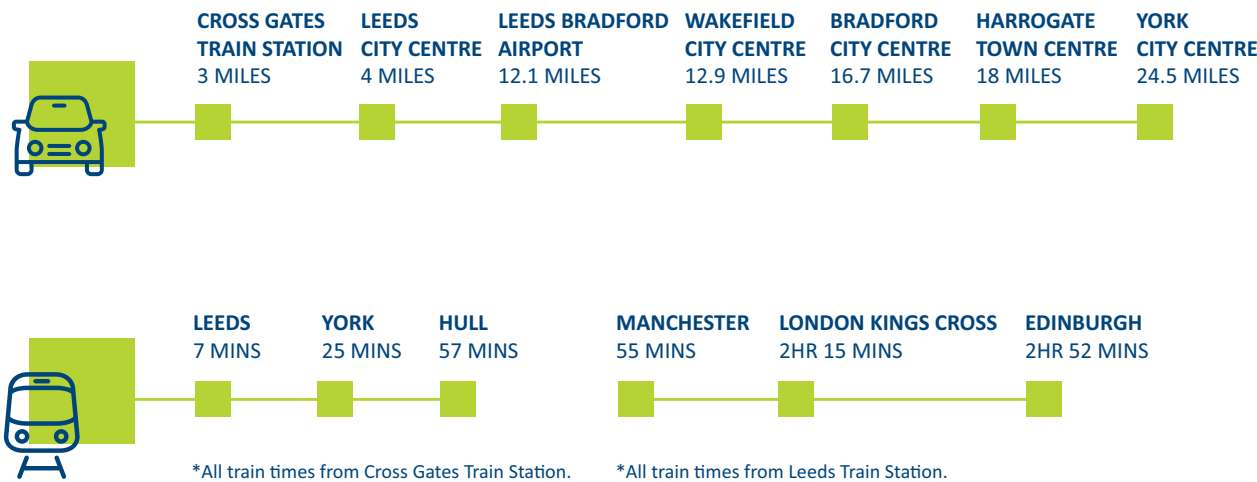 CROSS GATES
TRAIN STATION
3 MILES
LEEDS
CITY CENTRE
4 MILES
LEEDS BRADFORD
AIRPORT
12.1 MILES
WAKEFIELD
CITY CENTRE
12.9 MILES
BRADFORD
CITY CENTRE
16.7 MILES
HARROGATE
TOWN CENTRE
18 MILES
YORK
CITY CENTRE
24.5 MILES
LEEDS
7 MINS
YORK
25 MINS
HULL
57 MINS
MANCHESTER
55 MINS
LONDON KINGS CROSS
2HR 15 MINS
EDINBURGH
2HR 52 MINS
*All train times from Cross Gates Train Station.
*All train times from Leeds Train Station.